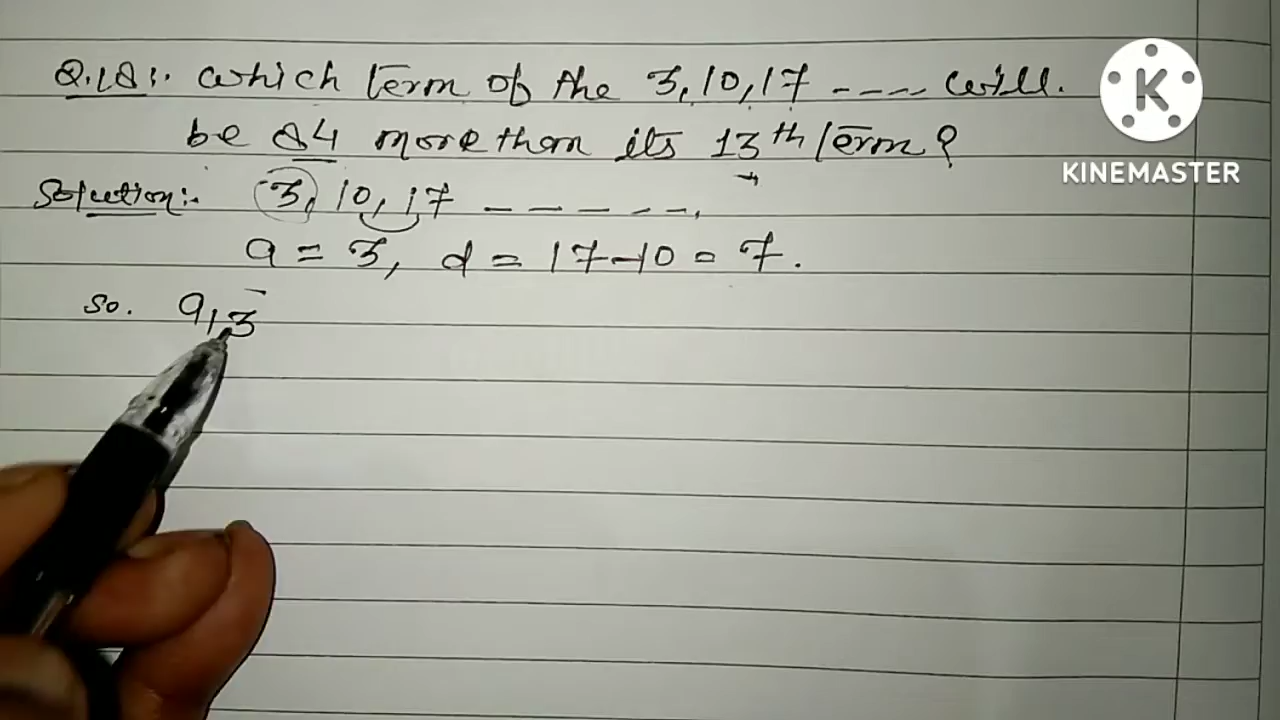 Q.18:. which term of the 3,10,17 ---- will.
be 84 more than its 13th term?
Solution:- 3, 10, 17 ------.
a = 3, d = 17-10 = 7.
So. a13
KINEMASTER